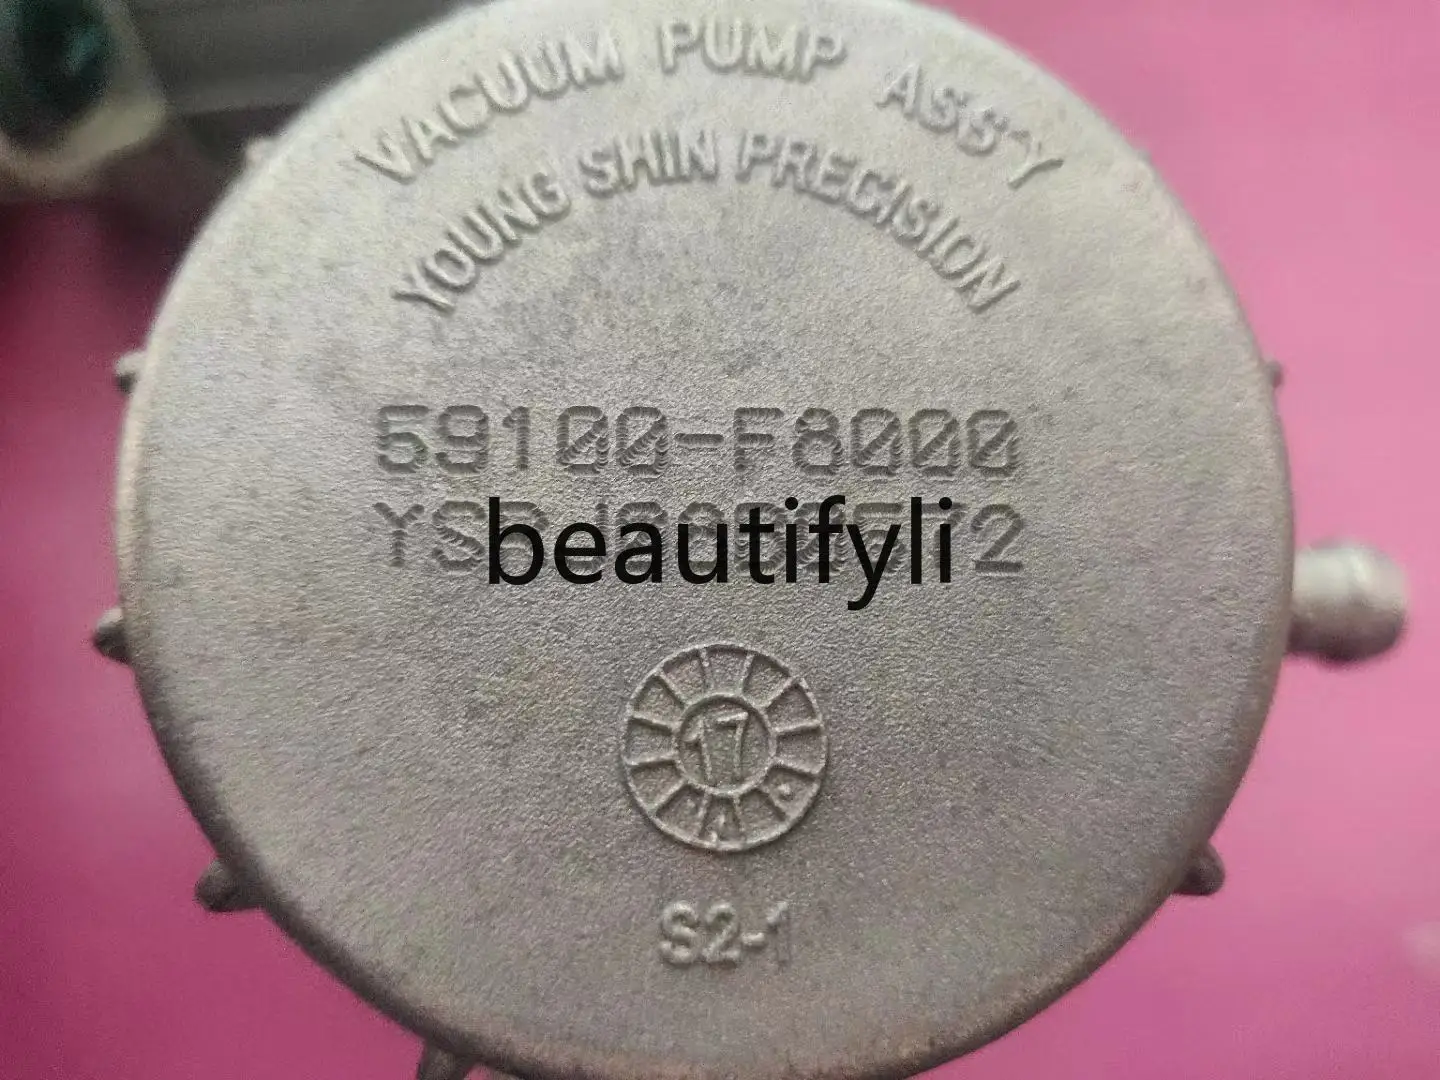 VACUUM PUMP ASS'Y
YOUNG SHIN PRECISION
59100-F8000
beautifyli
17
S2-1